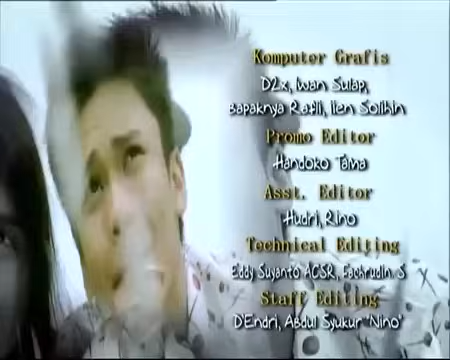 Komputer Grafis
D2x, Iwan Sulap,
Bapaknya Rafli, Ilen Solihin
Promo Editor
Handoko Tama
Asst. Editor
Hudri, Rino
Technical Editing
Eddy Suyanto ACSR, Fachrudin. S
Staff Editing
D'Endri, Abdul Syukur "Nino"